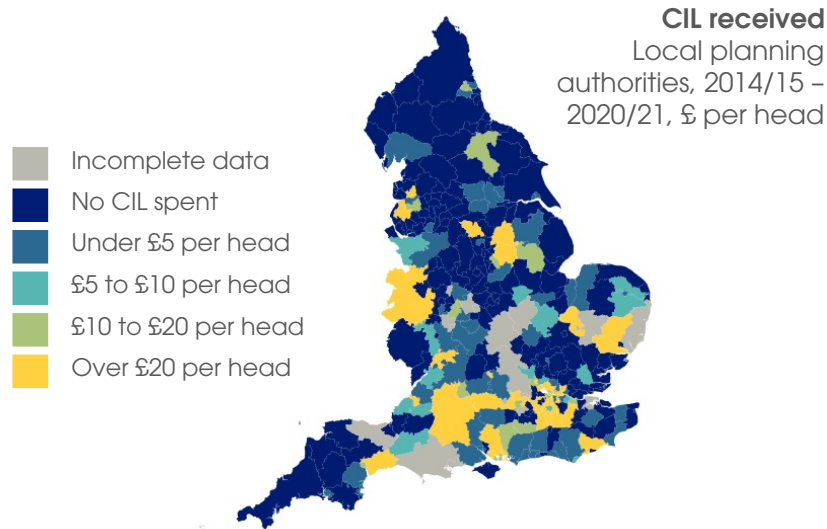 CIL received
Local planning
authorities, 2014/15 –
2020/21, £ per head
Incomplete data
No CIL spent
Under £5 per head
£5 to £10 per head
£10 to £20 per head
Over £20 per head